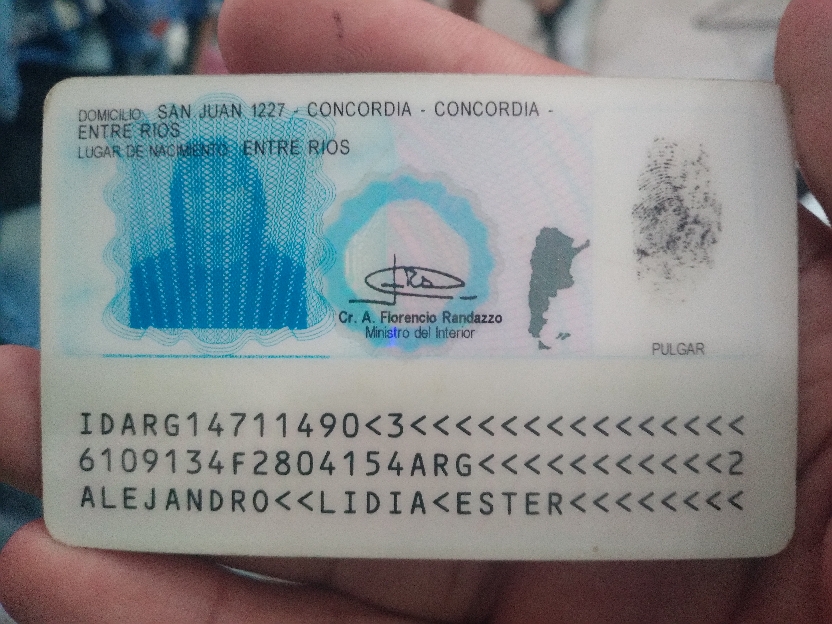 DOMICILIO SAN JUAN 1227 - CONCORDIA - CONCORDIA -
ENTRE RIOS
LUGAR DE NACIMIENTO ENTRE RIOS
Cr. A. Florencio Randazzo
Ministro del Interior
PULGAR
IDARG14711490<3<<<<<<<<<<<<<<<
6109134F2804154ARG<<<<<<<<<<<2
ALEJANDRO<<LIDIA<ESTER<<<<<<<<